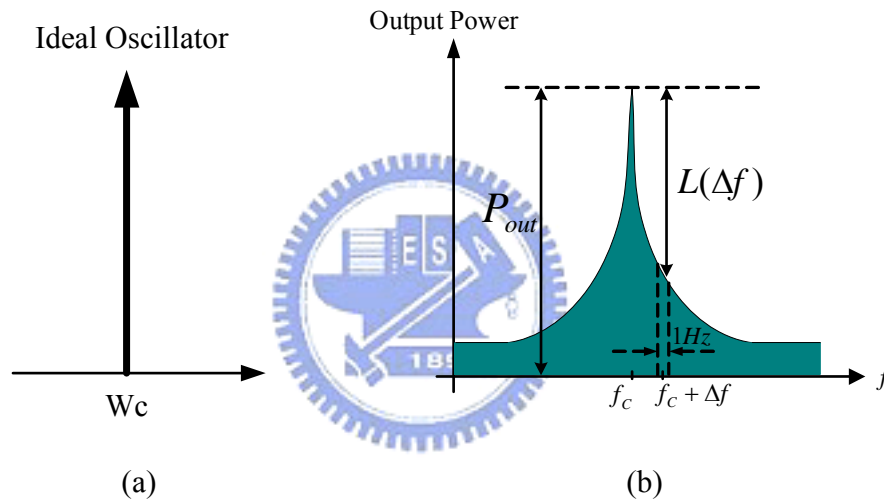 Ideal Oscillator
Wc
(a)
Output Power
P_out
L(Δf)
1Hz
f_C
f_C + Δf
f
(b)
E S A